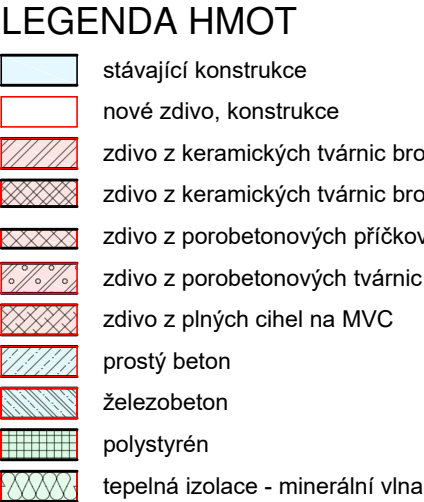 LEGENDA HMOT
stávající konstrukce
nové zdivo, konstrukce
zdivo z keramických tvárnic bro
zdivo z keramických tvárnic bro
zdivo z porobetonových příčkov
zdivo z porobetonových tvárnic
zdivo z plných cihel na MVC
prostý beton
železobeton
polystyrén
tepelná izolace - minerální vlna